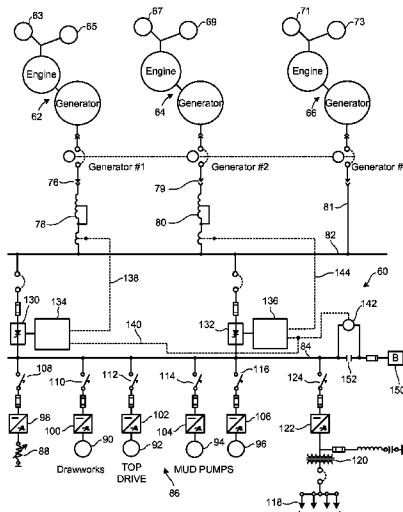 63 65 67 69 71 73
Engine Engine Engine
Generator Generator Generator
62 64 66
Generator #1 Generator #2 Generator #
76 79 81
78 80
82
138 144 60
130 134 132 136 142
140 84
152 150 B
108 110 112 114 116 124
98 100 102 104 106 122
88 90 92 94 96 120
Drawworks TOP DRIVE MUD PUMPS
86
118